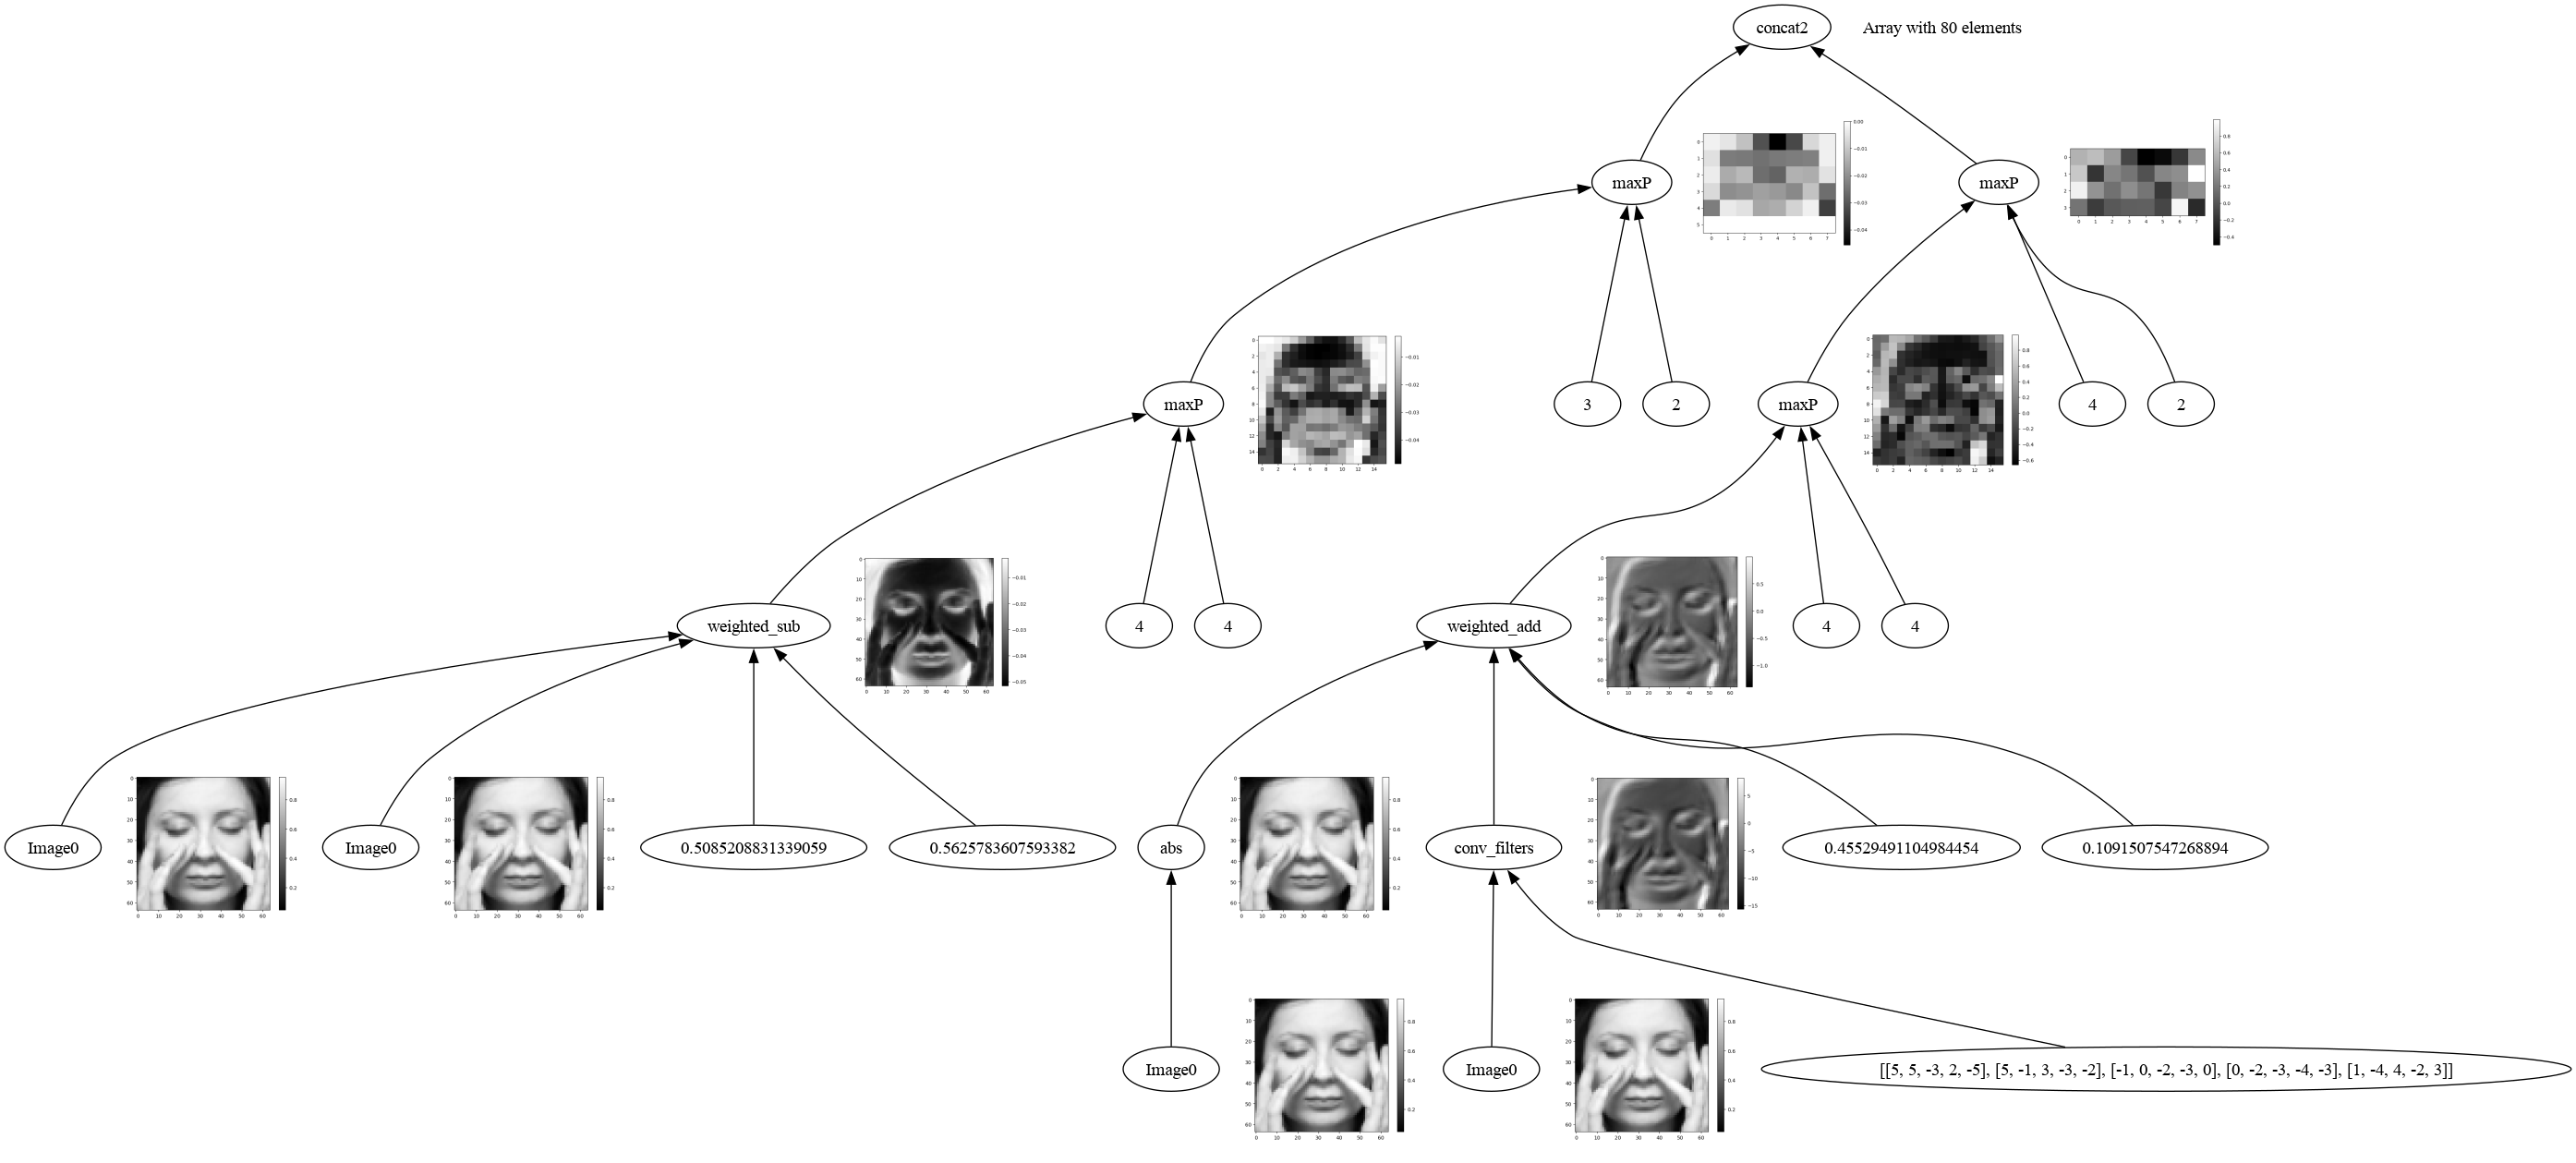 concat2
Array with 80 elements
maxP
maxP
maxP
3
2
maxP
4
2
weighted_sub
4
4
weighted_add
4
4
Image0
Image0
0.5085208831339059
0.5625783607593382
abs
conv_filters
0.45529491104984454
0.1091507547268894
Image0
Image0
[[5, 5, -3, 2, -5], [5, -1, 3, -3, -2], [-1, 0, -2, -3, 0], [0, -2, -3, -4, -3], [1, -4, 4, -2, 3]]